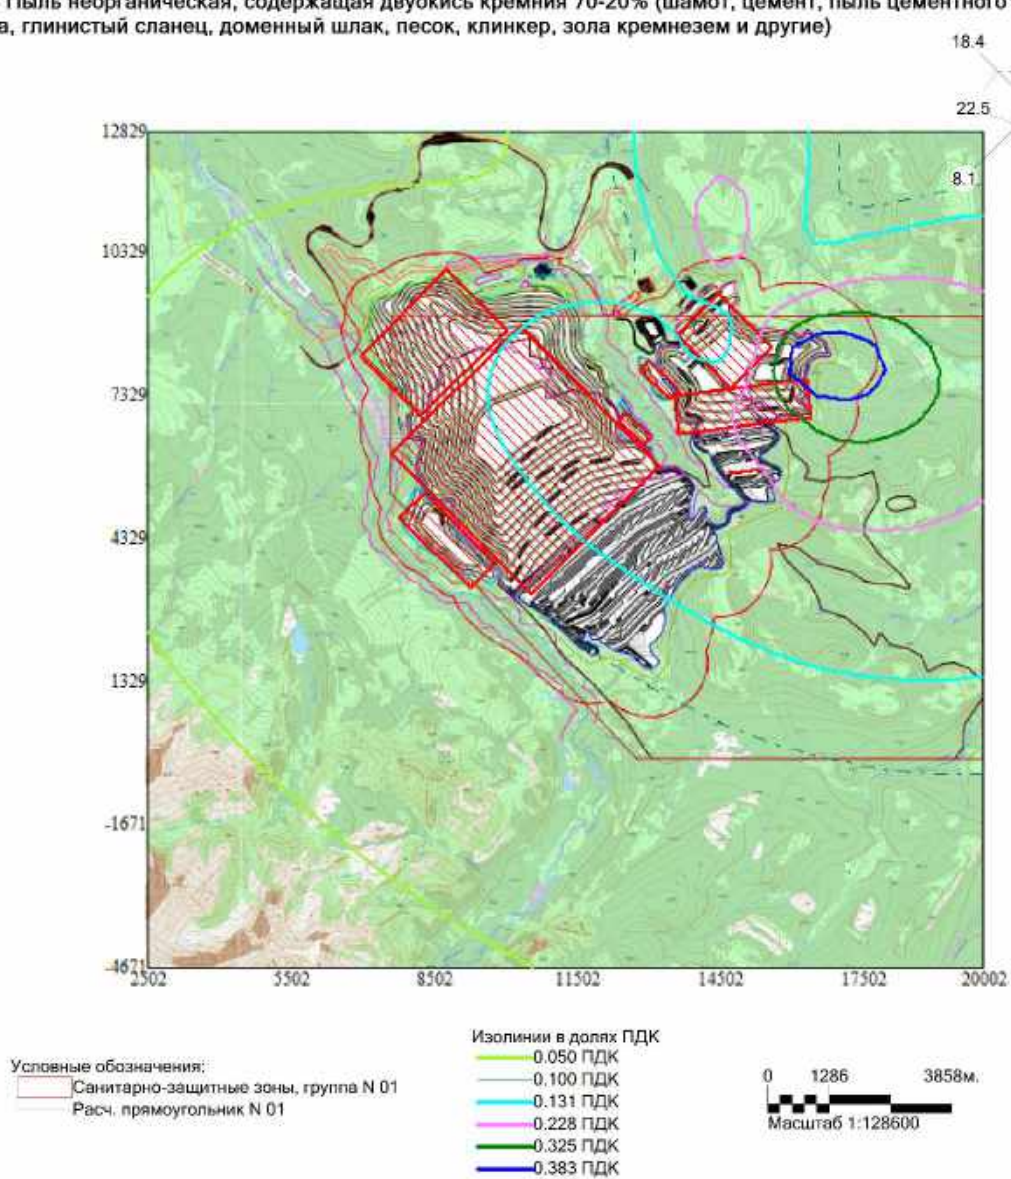 Пыль неорганическая, содержащая двуокись кремния 70-20% (шамот, цемент, пыль цементного
а, глинистый сланец, доменный шлак, песок, клинкер, зола кремнезем и другие)
18.4
22.5
8.1
12829
10329
7329
4329
1329
-1671
-4671
2502
5502
8502
11502
14502
17502
20002
Условные обозначения:
Санитарно-защитные зоны, группа N 01
Расч. прямоугольник N 01
Изолинии в долях ПДК
0.050 ПДК
0.100 ПДК
0.131 ПДК
0.228 ПДК
0.325 ПДК
0.383 ПДК
0 1286 3858м.
Масштаб 1:128600